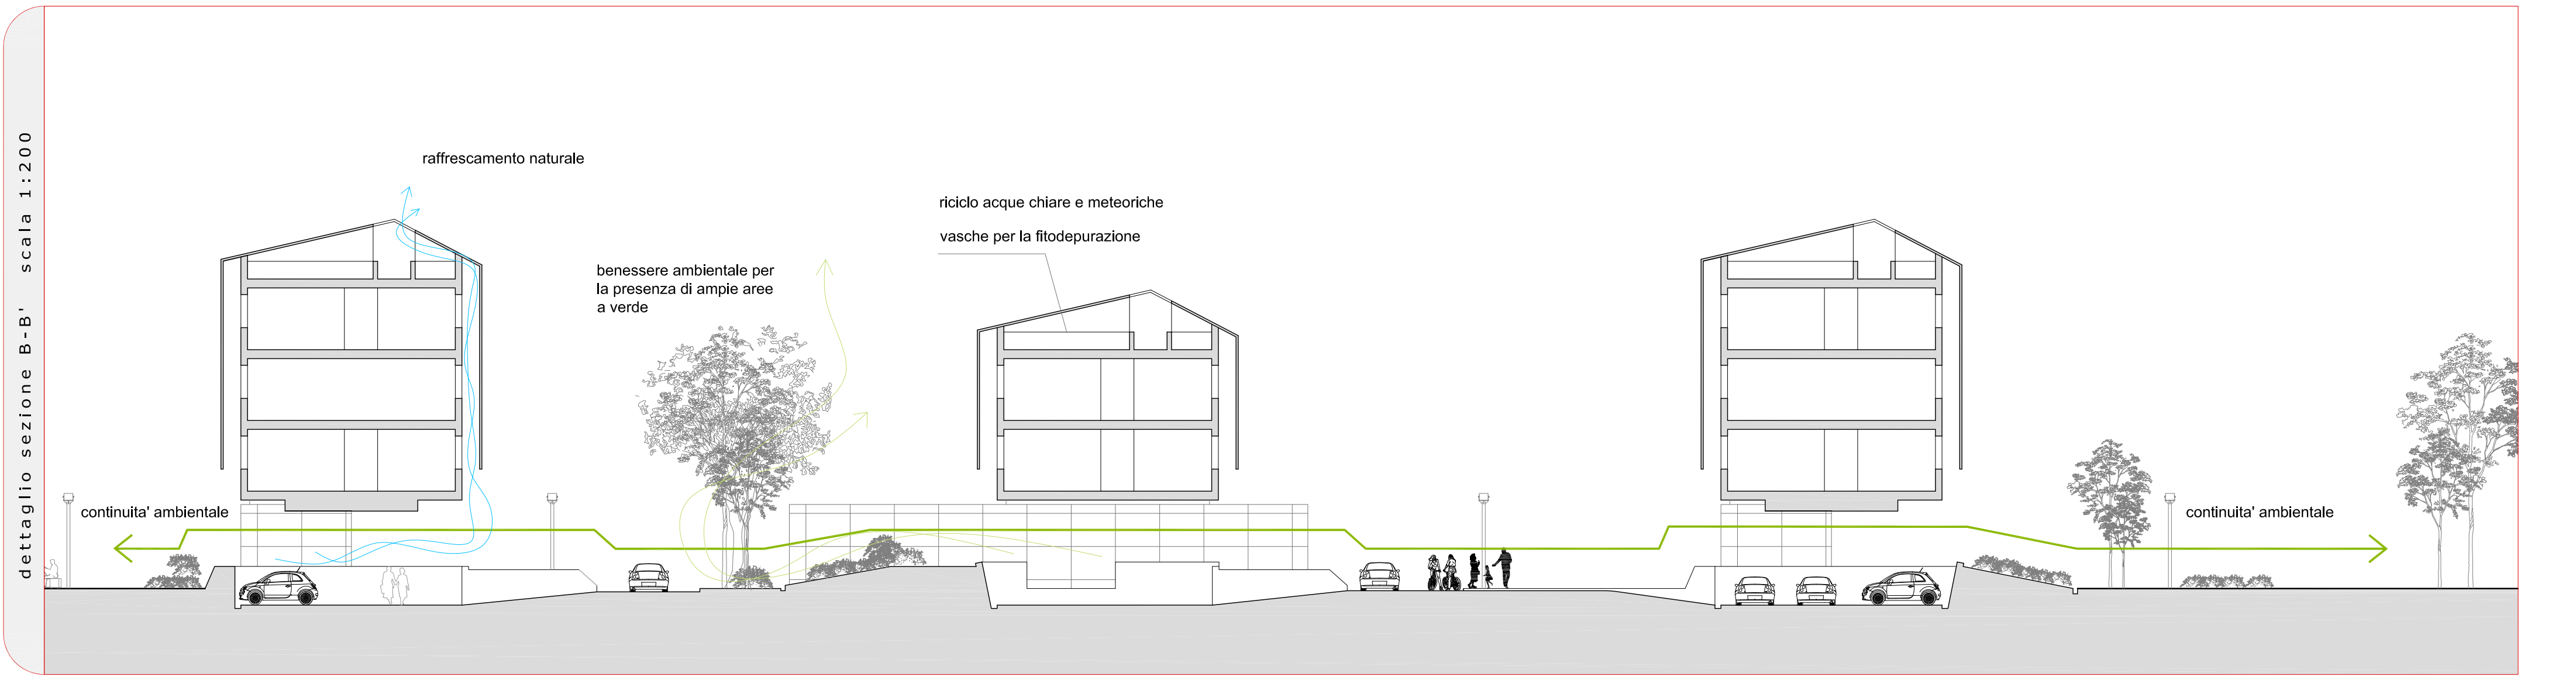 dettaglio sezione B-B' scala 1:200
raffrescamento naturale
riciclo acque chiare e meteoriche
vasche per la fitodepurazione
benessere ambientale per
la presenza di ampie aree
a verde
continuita' ambientale
continuita' ambientale